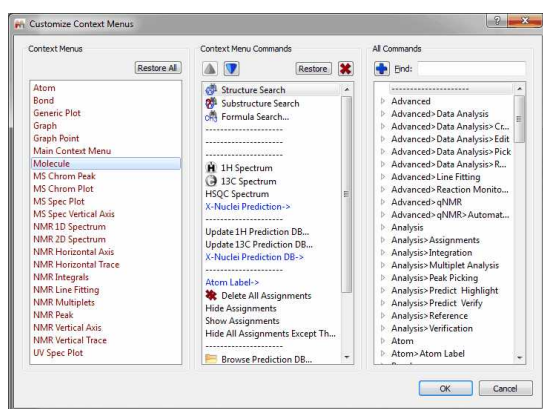 Customize Context Menus
Context Menus
Restore All
Atom
Bond
Generic Plot
Graph
Graph Point
Main Context Menu
Molecule
MS Chrom Peak
MS Chrom Plot
MS Spec Plot
MS Spec Vertical Axis
NMR 1D Spectrum
NMR 2D Spectrum
NMR Horizontal Axis
NMR Horizontal Trace
NMR Integrals
NMR Line Fitting
NMR Multiplets
NMR Peak
NMR Vertical Axis
NMR Vertical Trace
UV Spec Plot
Context Menu Commands
Restore
Structure Search
Substructure Search
Formula Search...
---------------------
---------------------
---------------------
1H Spectrum
13C Spectrum
HSQC Spectrum
X-Nuclei Prediction->
---------------------
Update 1H Prediction DB...
Update 13C Prediction DB...
X-Nuclei Prediction DB->
---------------------
Atom Label->
Delete All Assignments
Hide Assignments
Show Assignments
Hide All Assignments Except Th...
---------------------
Browse Prediction DB...
All Commands
Find:
---------------------
Advanced
Advanced>Data Analysis
Advanced>Data Analysis>Cr...
Advanced>Data Analysis>Edit
Advanced>Data Analysis>Pick
Advanced>Data Analysis>R...
Advanced>Line Fitting
Advanced>Reaction Monito...
Advanced>qNMR
Advanced>qNMR>Automat...
Analysis
Analysis>Assignments
Analysis>Integration
Analysis>Multiplet Analysis
Analysis>Peak Picking
Analysis>Predict Highlight
Analysis>Predict Verify
Analysis>Reference
Analysis>Verification
Atom
Atom>Atom Label
OK
Cancel